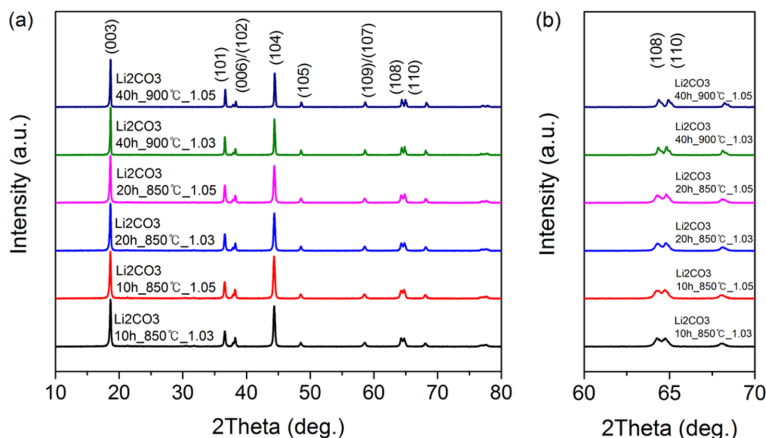 (a)
(003)
(101)
(006)/(102)
(104)
(105)
(109)/(107)
(108)
(110)
Li2CO3
40h_900℃_1.05
Li2CO3
40h_900℃_1.03
Li2CO3
20h_850℃_1.05
Li2CO3
20h_850℃_1.03
Li2CO3
10h_850℃_1.05
Li2CO3
10h_850℃_1.03
Intensity (a.u.)
10 20 30 40 50 60 70 80
2Theta (deg.)
(b)
(108) (110)
Li2CO3
40h_900℃_1.05
Li2CO3
40h_900℃_1.03
Li2CO3
20h_850℃_1.05
Li2CO3
20h_850℃_1.03
Li2CO3
10h_850℃_1.05
Li2CO3
10h_850℃_1.03
Intensity (a.u.)
60 65 70
2Theta (deg.)